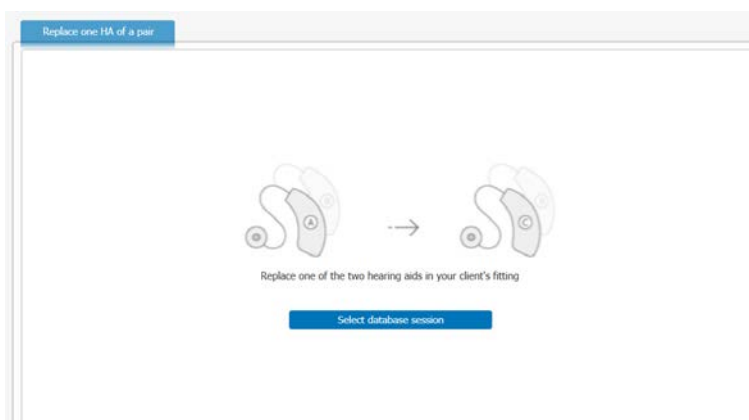 Replace one HA of a pair
A
C
Replace one of the two hearing aids in your client's fitting
Select database session